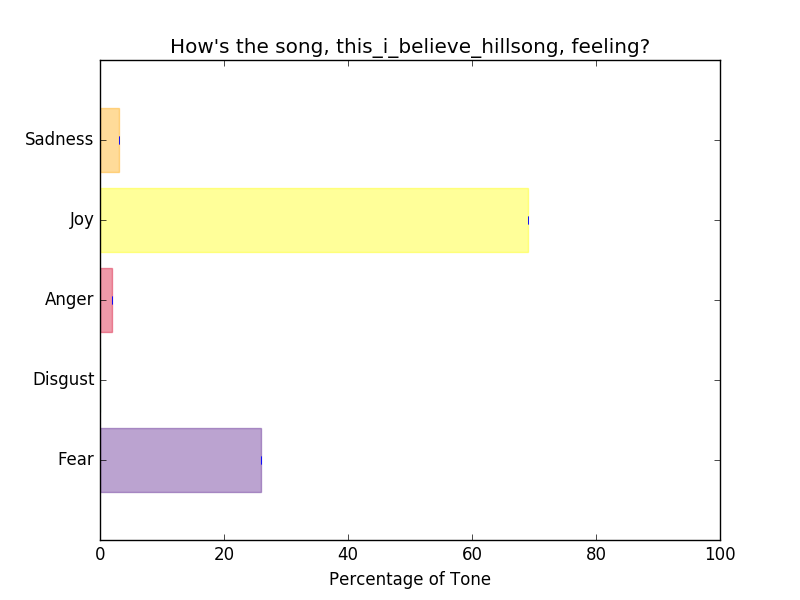 How's the song, this_i_believe_hillsong, feeling?
Sadness
Joy
Anger
Disgust
Fear
0 20 40 60 80 100
Percentage of Tone